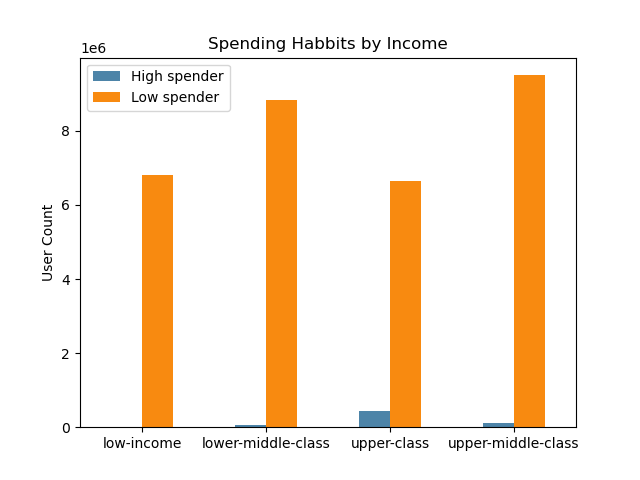 Spending Habbits by Income
1e6
High spender
Low spender
8
6
4
2
0
User Count
low-income lower-middle-class upper-class upper-middle-class